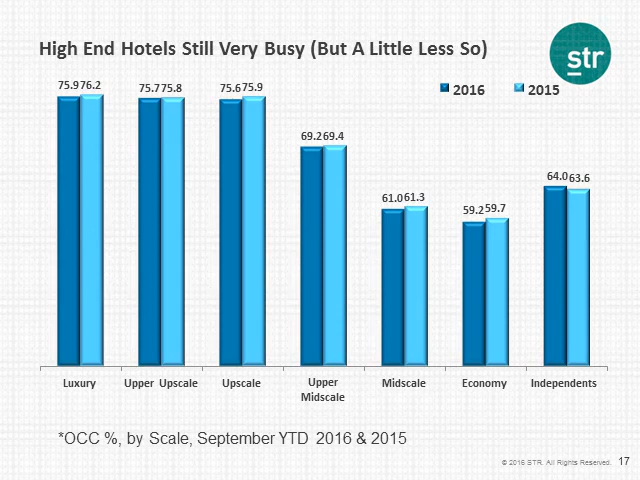 High End Hotels Still Very Busy (But A Little Less So)
str
2016 2015
75.9 76.2 75.7 75.8 75.6 75.9 69.2 69.4 61.0 61.3 59.2 59.7 64.0 63.6
Luxury Upper Upscale Upscale Upper Midscale Midscale Economy Independents
*OCC %, by Scale, September YTD 2016 & 2015
© 2016 STR. All Rights Reserved. 17